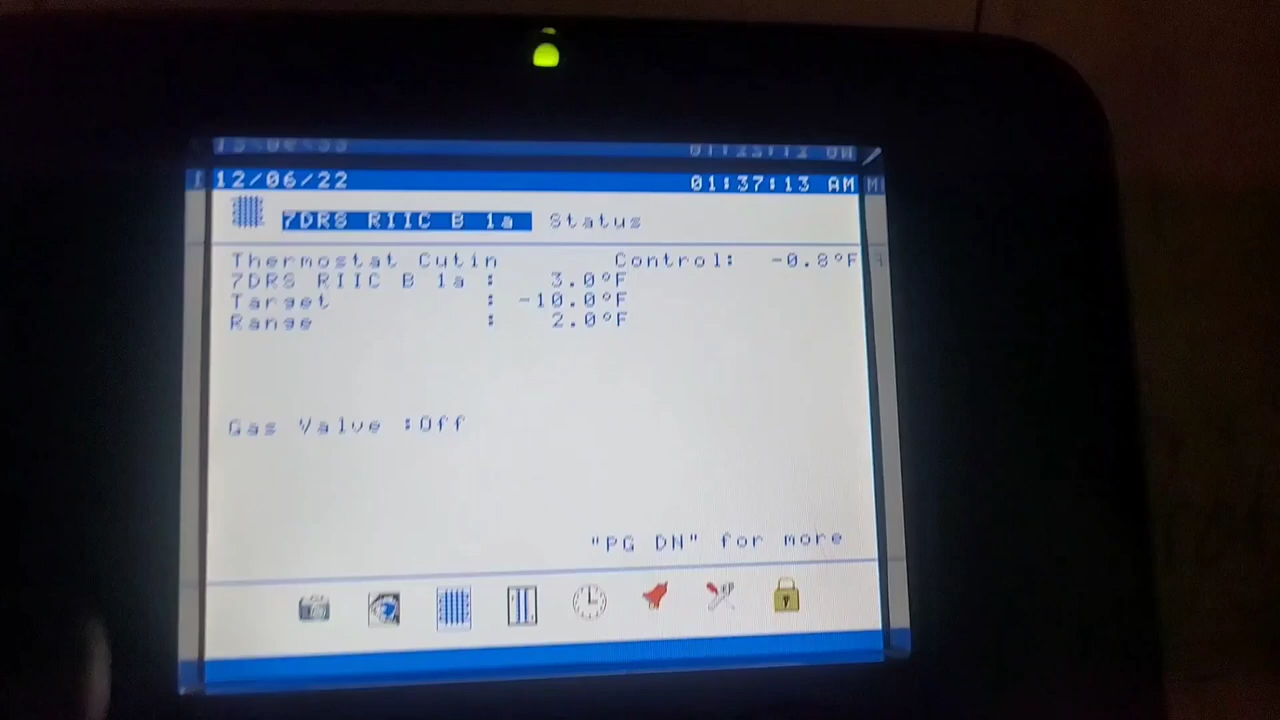 12/06/22 01:37:13 AM
7DRS RIIC B 1a Status
Thermostat Cutin Control: -0.8°F
7DRS RIIC B 1a : 3.0°F
Target : -10.0°F
Range : 2.0°F
Gas Valve :Off
"PG DN" for more